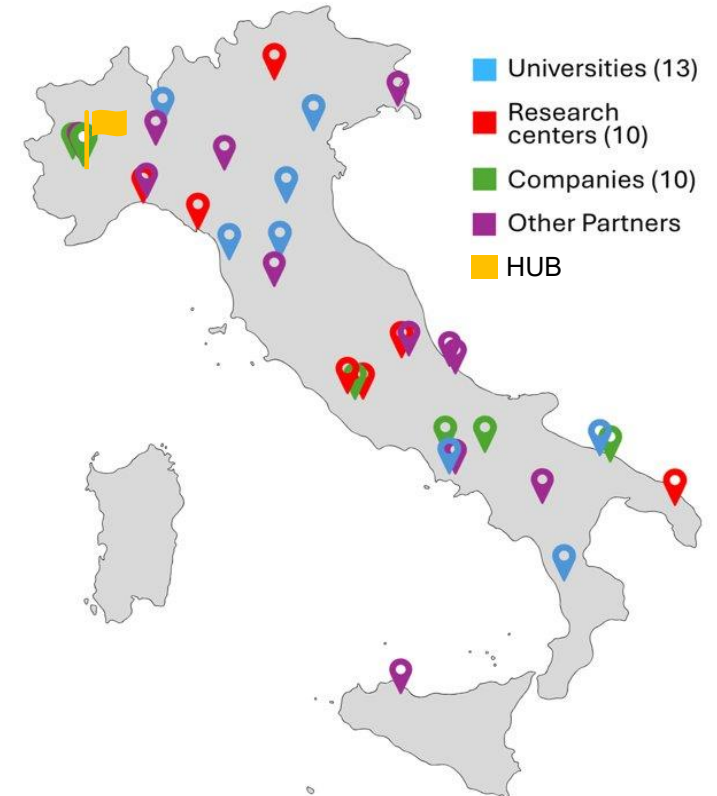 Universities (13)
Research
centers (10)
Companies (10)
Other Partners
HUB